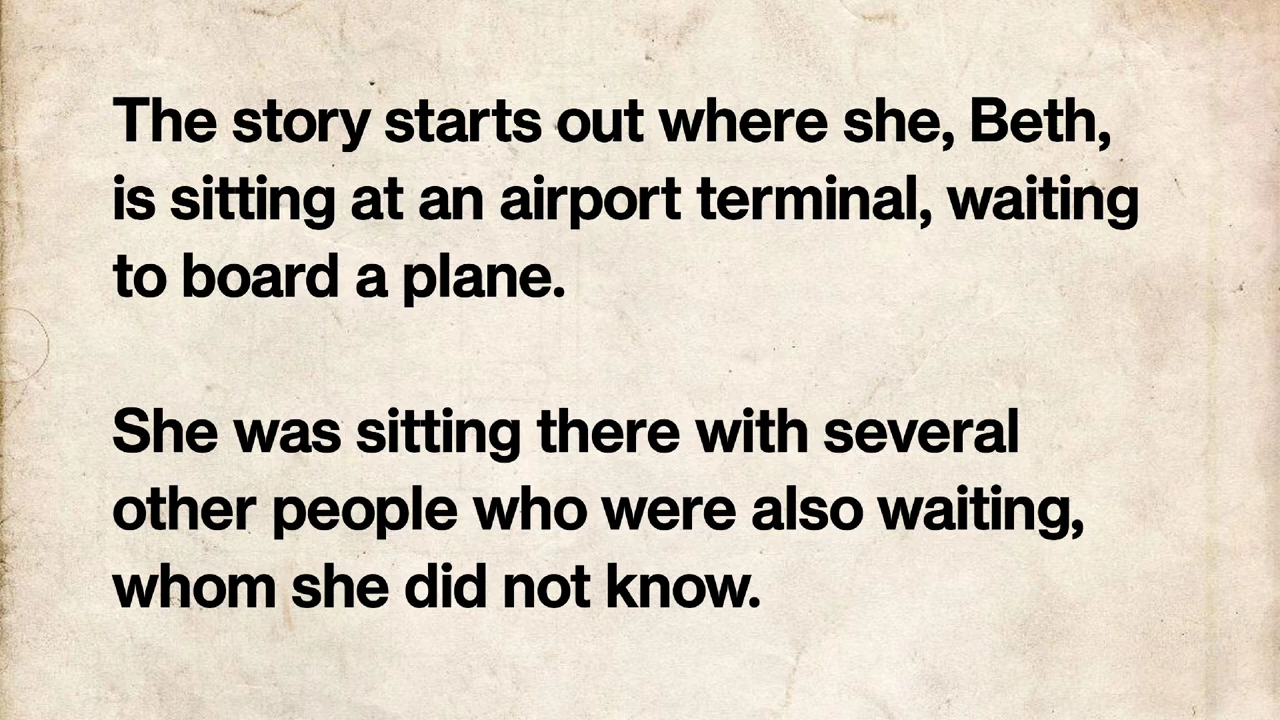 The story starts out where she, Beth,
is sitting at an airport terminal, waiting
to board a plane.
She was sitting there with several
other people who were also waiting,
whom she did not know.